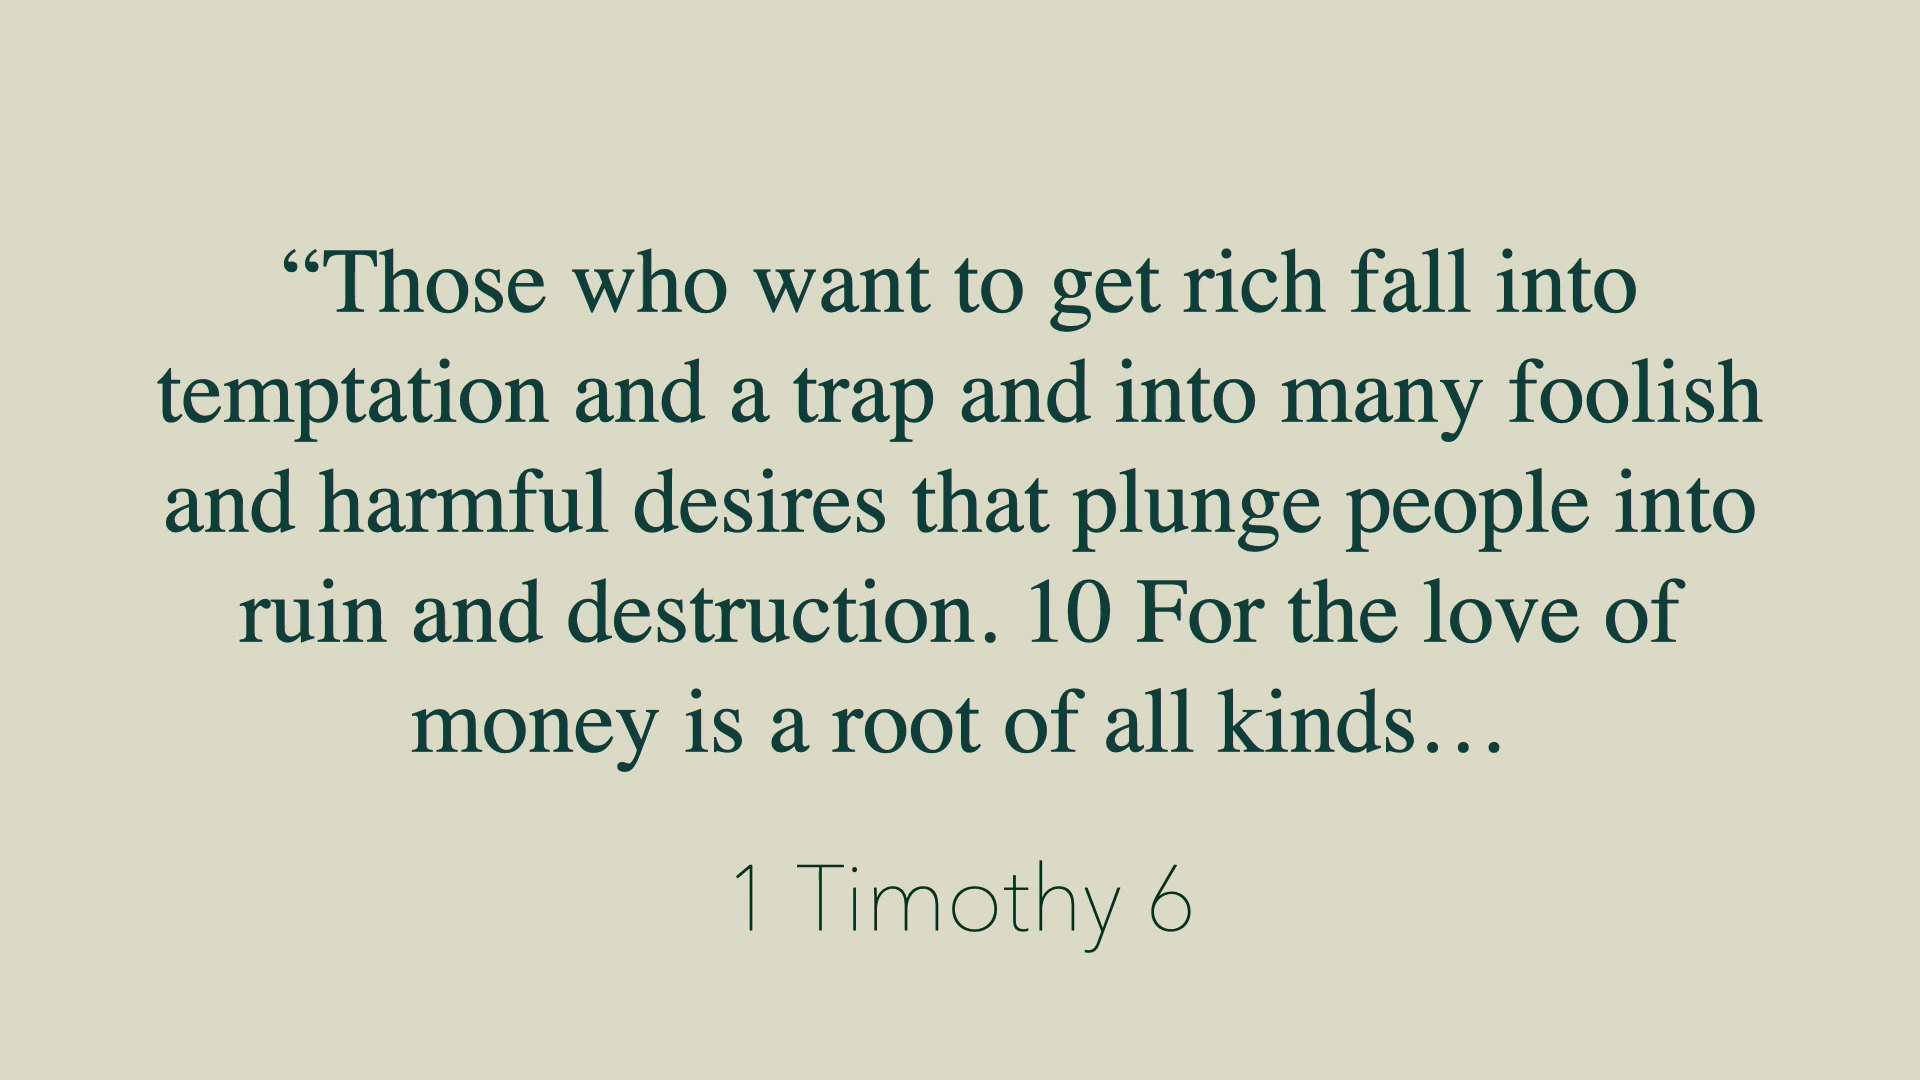 “Those who want to get rich fall into
temptation and a trap and into many foolish
and harmful desires that plunge people into
ruin and destruction. 10 For the love of
money is a root of all kinds…
1 Timothy 6